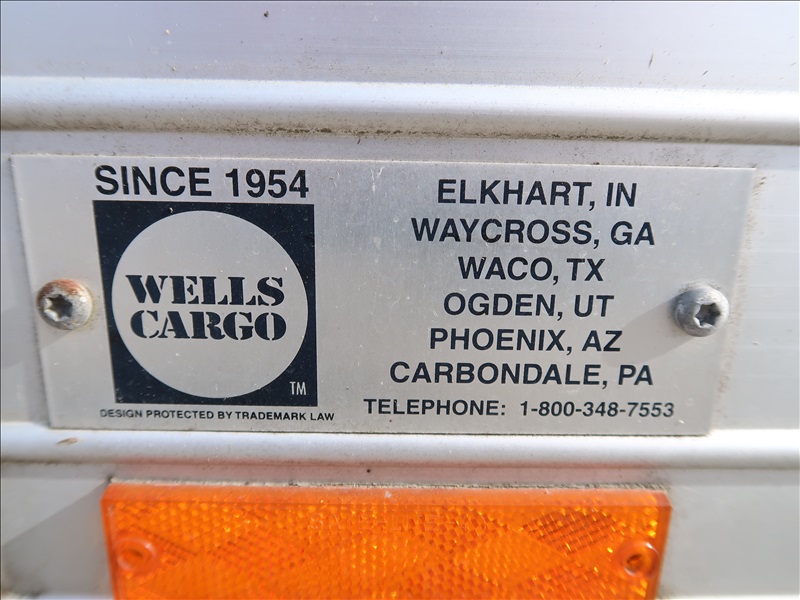 SINCE 1954
WELLS
CARGO
TM
DESIGN PROTECTED BY TRADEMARK LAW
ELKHART, IN
WAYCROSS, GA
WACO, TX
OGDEN, UT
PHOENIX, AZ
CARBONDALE, PA
TELEPHONE: 1-800-348-7553